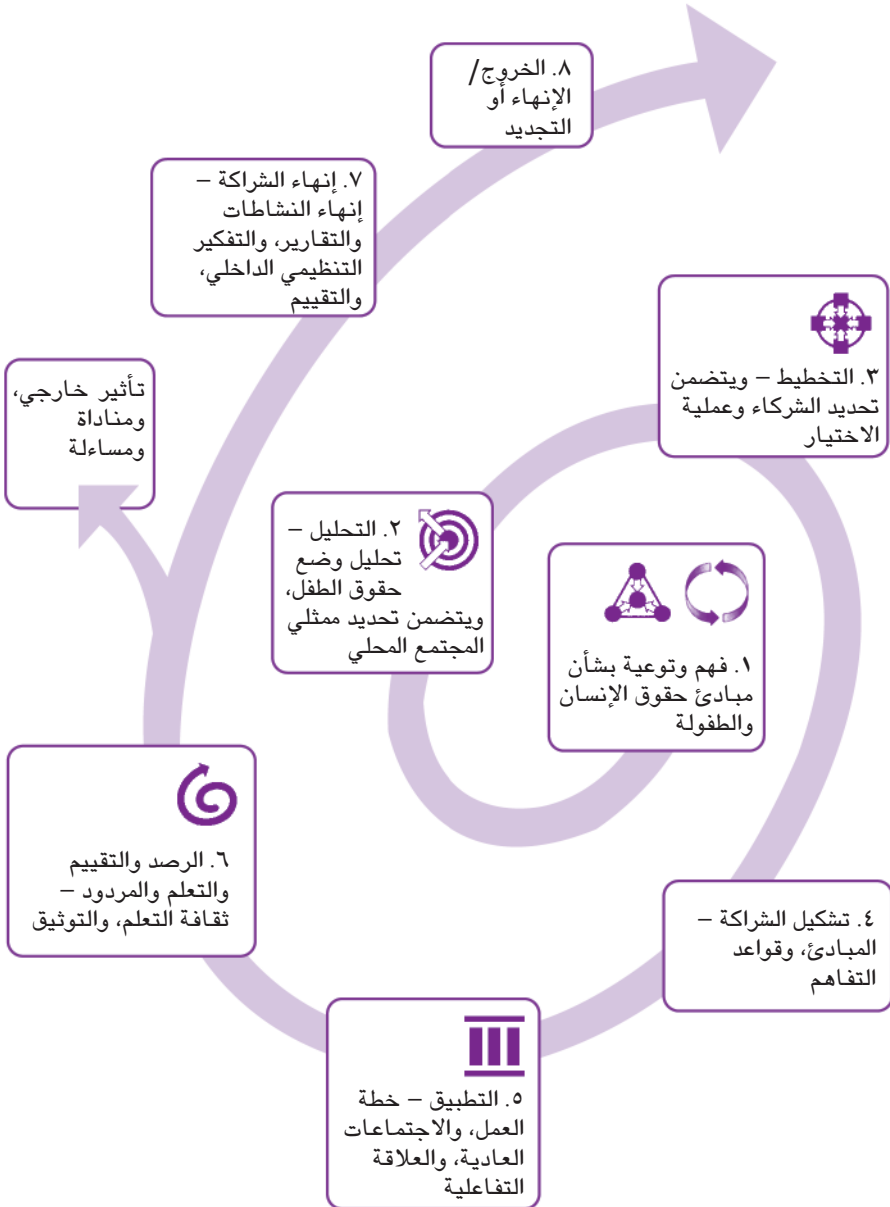 ٨. الخروج/
الإنهاء أو
التجديد
٧. إنهاء الشراكة –
إنهاء النشاطات
والتقارير، والتفكير
التنظيمي الداخلي،
والتقييم
٣. التخطيط – ويتضمن
تحديد الشركاء وعملية
الاختيار
تأثير خارجي،
ومناداة
ومساءلة
٢. التحليل –
تحليل وضع
حقوق الطفل،
ويتضمن تحديد ممثلي
المجتمع المحلي
١. فهم وتوعية بشأن
مبادئ حقوق الإنسان
والطفولة
٦. الرصد والتقييم
والتعلم والمردود –
ثقافة التعلم، والتوثيق
٤. تشكيل الشراكة –
المبادئ، وقواعد
التفاهم
٥. التطبيق – خطة
العمل، والاجتماعات
العادية، والعلاقة
التفاعلية